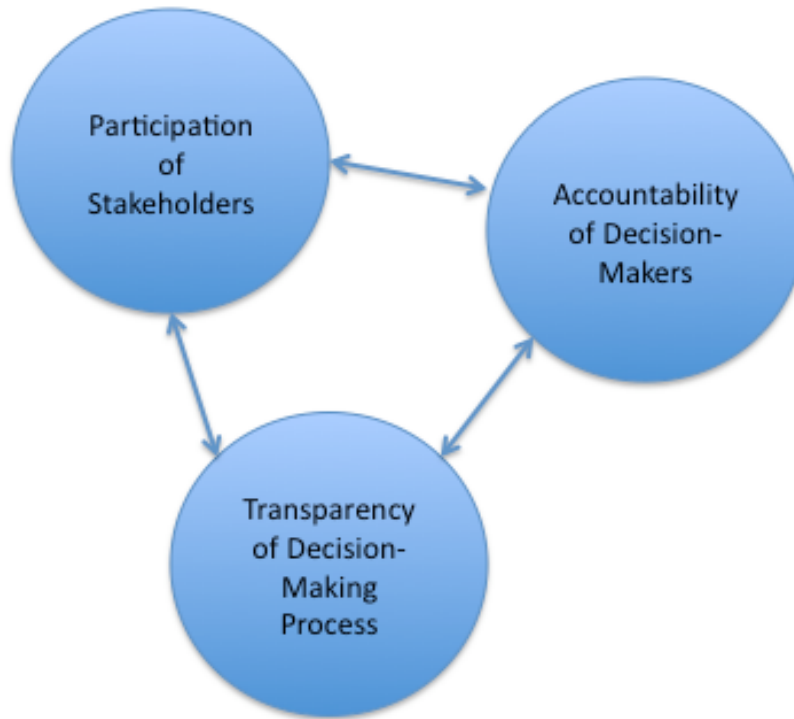 Participation
of
Stakeholders
Accountability
of Decision-
Makers
Transparency
of Decision-
Making
Process